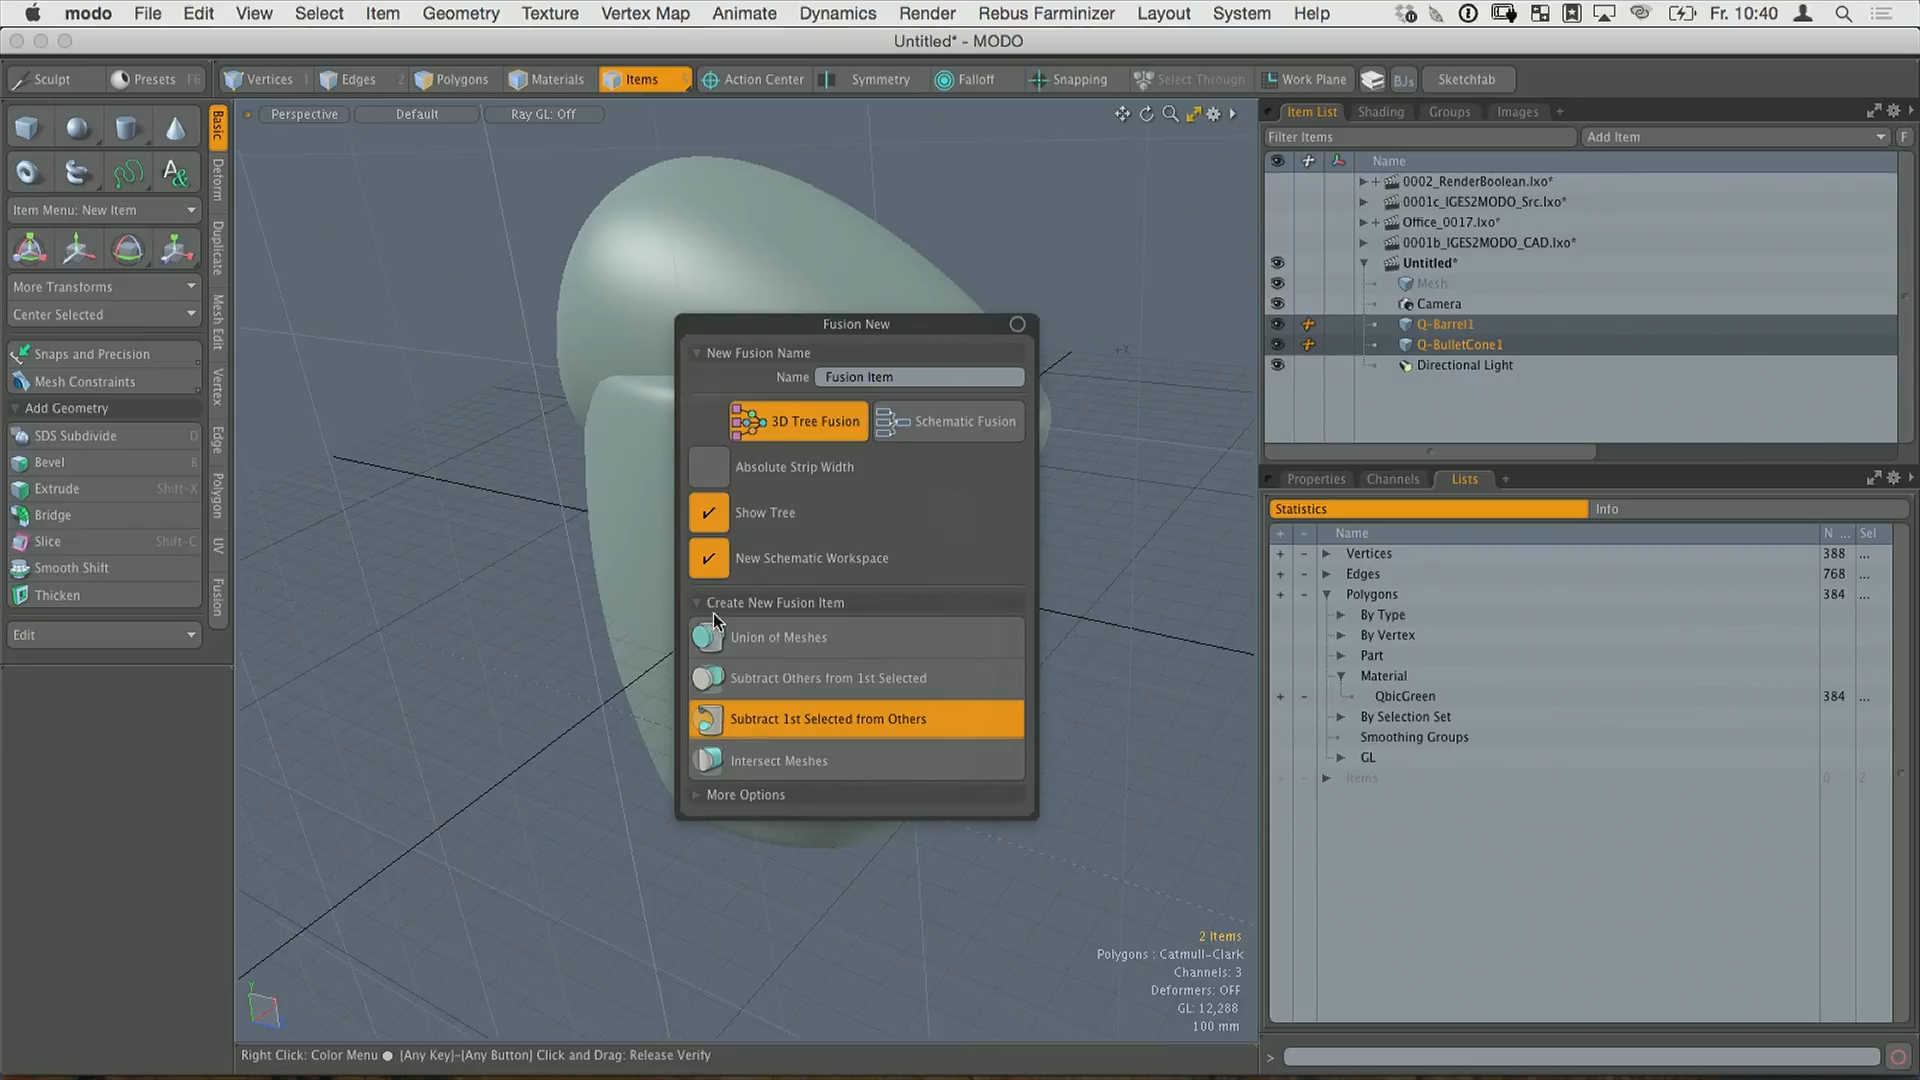 modo File Edit View Select Item Geometry Texture Vertex Map Animate Dynamics Render Rebus Farminizer Layout System Help Fr. 10:40
Untitled* - MODO
Sculpt Presets F6 Vertices 1 Edges 2 Polygons Materials Items Action Center Symmetry Falloff Snapping Select Through Work Plane BJs Sketchfab
Perspective Default Ray GL: Off
Basic
Deform
Duplicate
Mesh Edit
Vertex
Edge
Polygon
UV
Fusion
Item Menu: New Item
More Transforms
Center Selected
Snaps and Precision
Mesh Constraints
Add Geometry
SDS Subdivide D
Bevel B
Extrude Shift-X
Bridge
Slice Shift-C
Smooth Shift
Thicken
Edit
+X
Fusion New
New Fusion Name
Name Fusion Item
3D Tree Fusion Schematic Fusion
Absolute Strip Width
Show Tree
New Schematic Workspace
Create New Fusion Item
Union of Meshes
Subtract Others from 1st Selected
Subtract 1st Selected from Others
Intersect Meshes
More Options
2 Items
Polygons : Catmull-Clark
Channels: 3
Deformers: OFF
GL: 12,288
100 mm
Y
Right Click: Color Menu ● [Any Key]-[Any Button] Click and Drag: Release Verify
Item List Shading Groups Images +
Filter Items Add Item F
Name
0002_RenderBoolean.lxo*
0001c_IGES2MODO_Src.lxo*
Office_0017.lxo*
0001b_IGES2MODO_CAD.lxo*
Untitled*
Mesh
Camera
Q-Barrel1
Q-BulletCone1
Directional Light
Properties Channels Lists +
Statistics Info
+ - Name N ... Sel
+ - Vertices 388 ...
+ - Edges 768 ...
+ - Polygons 384 ...
By Type
By Vertex
Part
Material
+ - QbicGreen 384 ...
By Selection Set
Smoothing Groups
GL
+ - Items 0 2
>